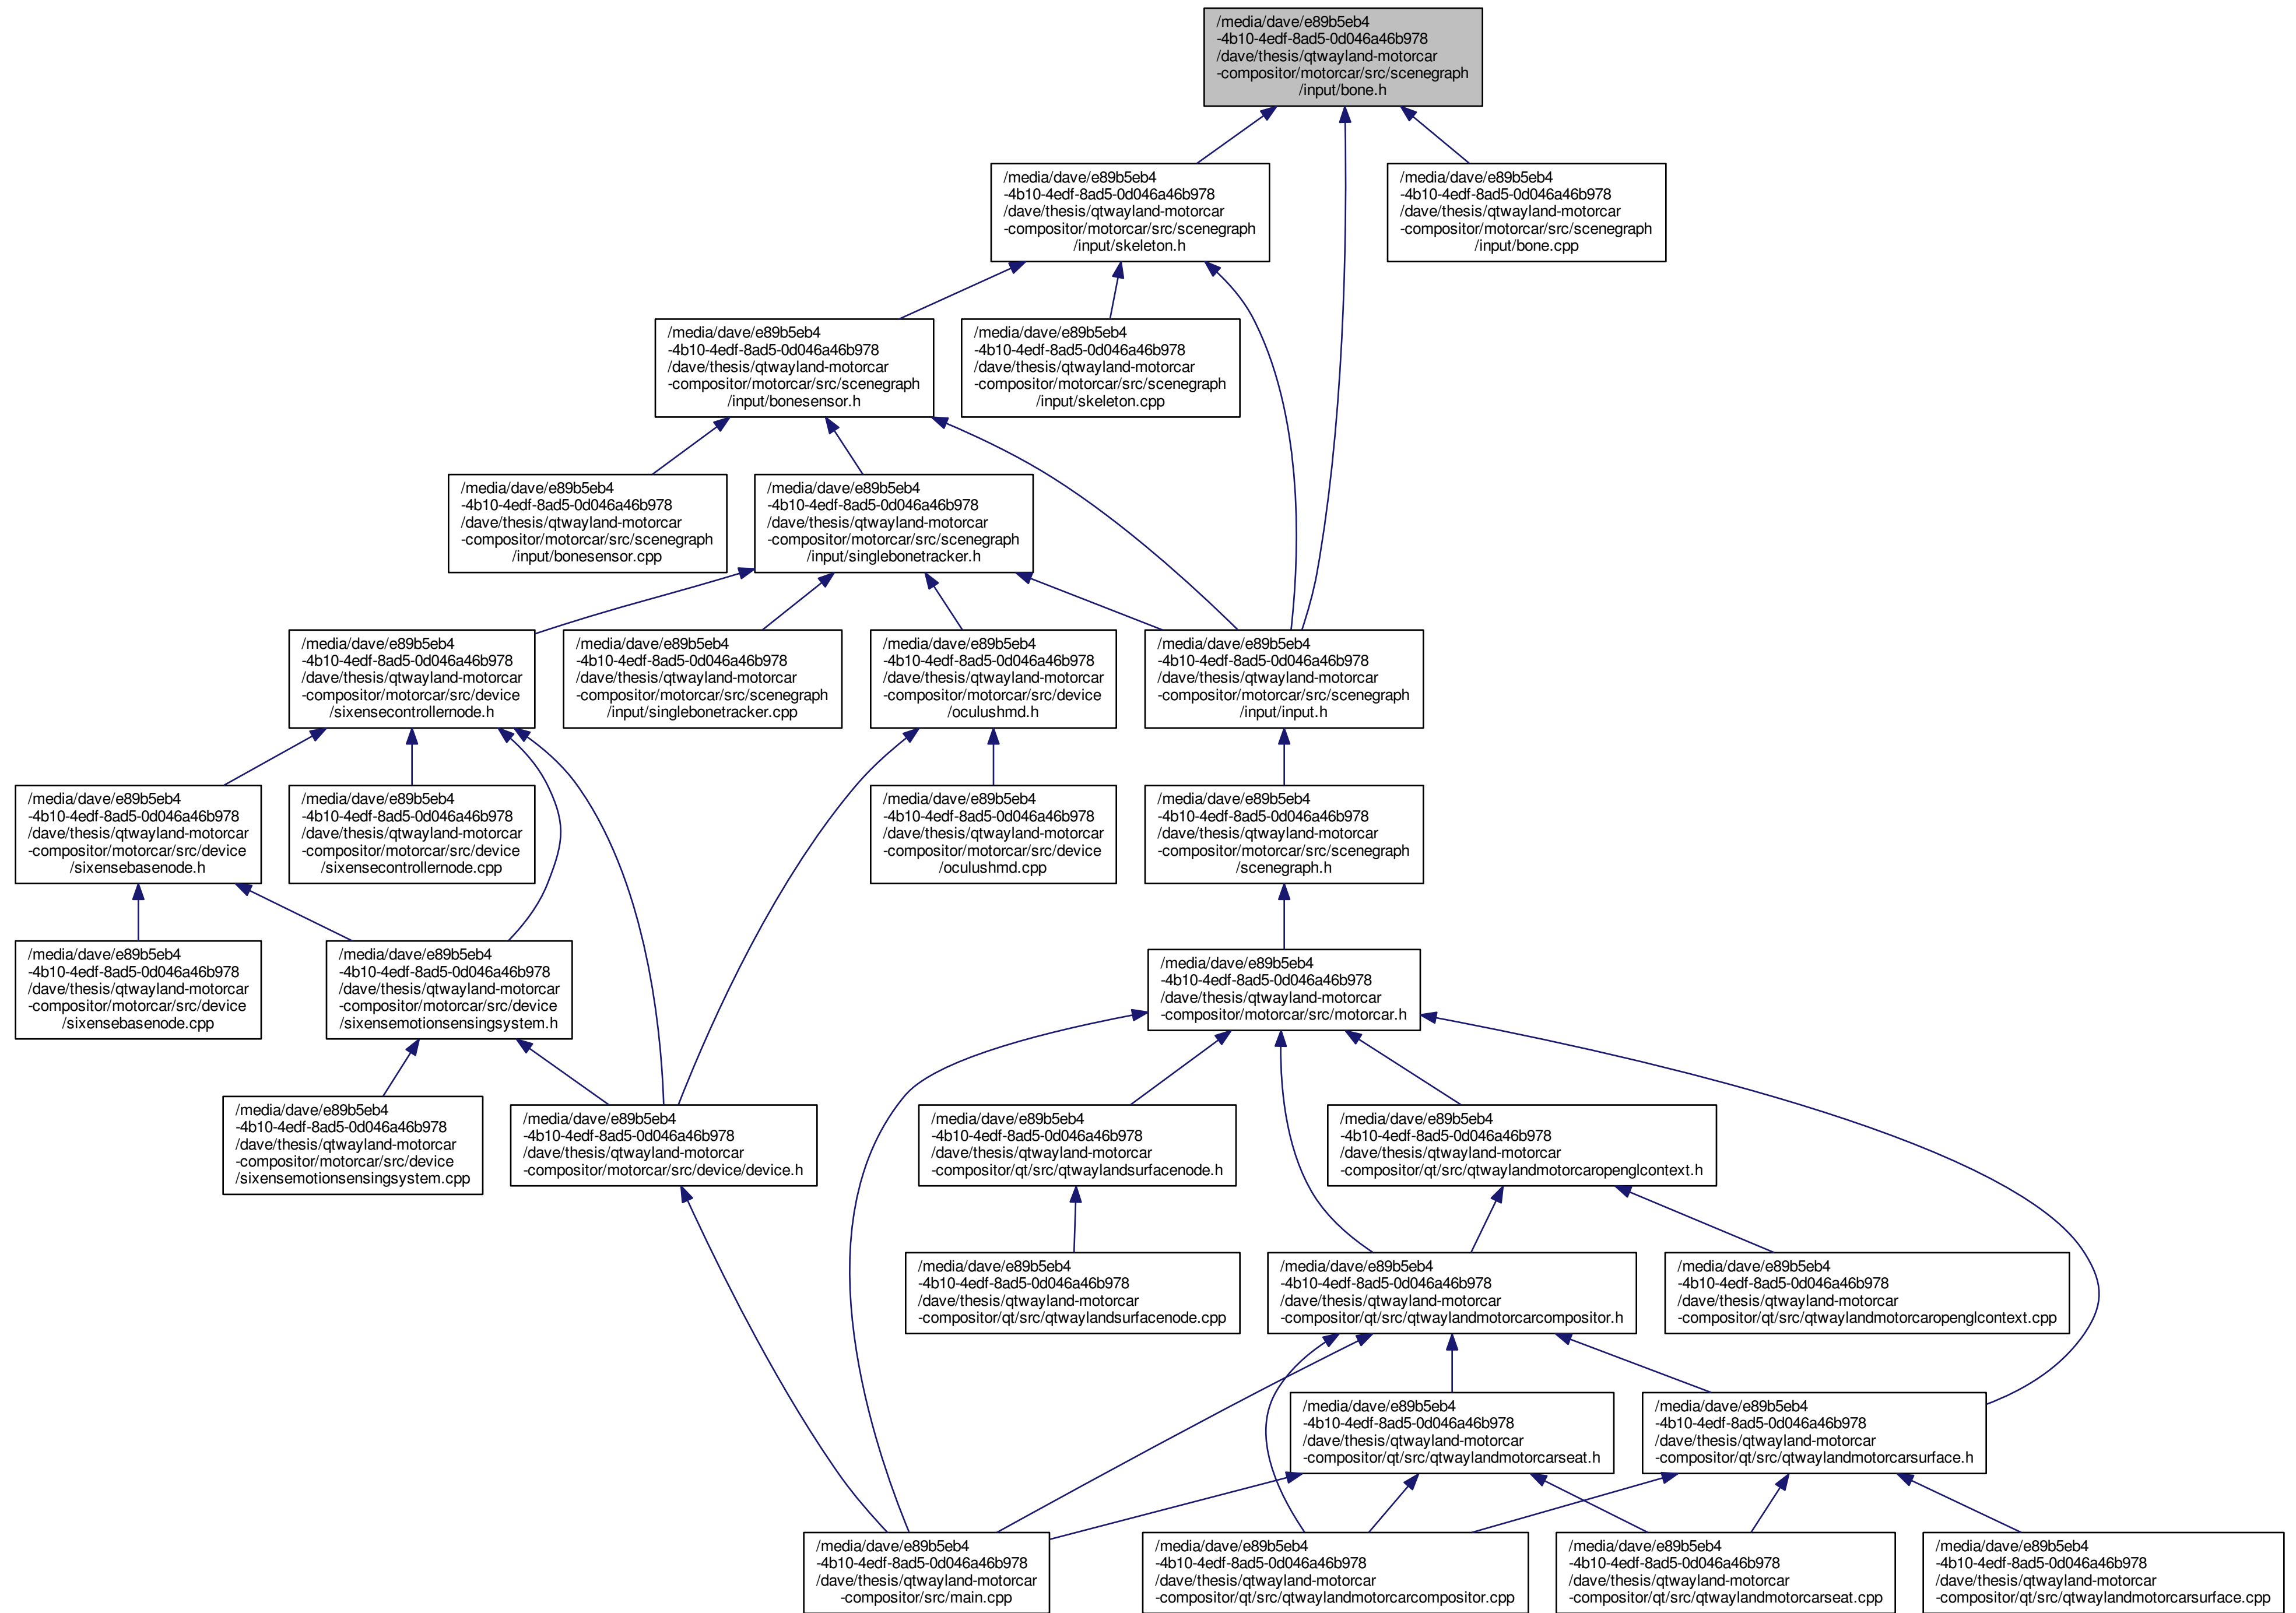 /media/dave/e89b5eb4
-4b10-4edf-8ad5-0d046a46b978
/dave/thesis/qtwayland-motorcar
-compositor/motorcar/src/scenegraph
/input/bone.h
/media/dave/e89b5eb4
-4b10-4edf-8ad5-0d046a46b978
/dave/thesis/qtwayland-motorcar
-compositor/motorcar/src/scenegraph
/input/skeleton.h
/media/dave/e89b5eb4
-4b10-4edf-8ad5-0d046a46b978
/dave/thesis/qtwayland-motorcar
-compositor/motorcar/src/scenegraph
/input/bone.cpp
/media/dave/e89b5eb4
-4b10-4edf-8ad5-0d046a46b978
/dave/thesis/qtwayland-motorcar
-compositor/motorcar/src/scenegraph
/input/bonesensor.h
/media/dave/e89b5eb4
-4b10-4edf-8ad5-0d046a46b978
/dave/thesis/qtwayland-motorcar
-compositor/motorcar/src/scenegraph
/input/skeleton.cpp
/media/dave/e89b5eb4
-4b10-4edf-8ad5-0d046a46b978
/dave/thesis/qtwayland-motorcar
-compositor/motorcar/src/scenegraph
/input/bonesensor.cpp
/media/dave/e89b5eb4
-4b10-4edf-8ad5-0d046a46b978
/dave/thesis/qtwayland-motorcar
-compositor/motorcar/src/scenegraph
/input/singlebonetracker.h
/media/dave/e89b5eb4
-4b10-4edf-8ad5-0d046a46b978
/dave/thesis/qtwayland-motorcar
-compositor/motorcar/src/device
/sixensecontrollernode.h
/media/dave/e89b5eb4
-4b10-4edf-8ad5-0d046a46b978
/dave/thesis/qtwayland-motorcar
-compositor/motorcar/src/scenegraph
/input/singlebonetracker.cpp
/media/dave/e89b5eb4
-4b10-4edf-8ad5-0d046a46b978
/dave/thesis/qtwayland-motorcar
-compositor/motorcar/src/device
/oculushmd.h
/media/dave/e89b5eb4
-4b10-4edf-8ad5-0d046a46b978
/dave/thesis/qtwayland-motorcar
-compositor/motorcar/src/scenegraph
/input/input.h
/media/dave/e89b5eb4
-4b10-4edf-8ad5-0d046a46b978
/dave/thesis/qtwayland-motorcar
-compositor/motorcar/src/device
/sixensebasenode.h
/media/dave/e89b5eb4
-4b10-4edf-8ad5-0d046a46b978
/dave/thesis/qtwayland-motorcar
-compositor/motorcar/src/device
/sixensecontrollernode.cpp
/media/dave/e89b5eb4
-4b10-4edf-8ad5-0d046a46b978
/dave/thesis/qtwayland-motorcar
-compositor/motorcar/src/device
/oculushmd.cpp
/media/dave/e89b5eb4
-4b10-4edf-8ad5-0d046a46b978
/dave/thesis/qtwayland-motorcar
-compositor/motorcar/src/scenegraph
/scenegraph.h
/media/dave/e89b5eb4
-4b10-4edf-8ad5-0d046a46b978
/dave/thesis/qtwayland-motorcar
-compositor/motorcar/src/device
/sixensebasenode.cpp
/media/dave/e89b5eb4
-4b10-4edf-8ad5-0d046a46b978
/dave/thesis/qtwayland-motorcar
-compositor/motorcar/src/device
/sixensemotionsensingsystem.h
/media/dave/e89b5eb4
-4b10-4edf-8ad5-0d046a46b978
/dave/thesis/qtwayland-motorcar
-compositor/motorcar/src/motorcar.h
/media/dave/e89b5eb4
-4b10-4edf-8ad5-0d046a46b978
/dave/thesis/qtwayland-motorcar
-compositor/motorcar/src/device
/sixensemotionsensingsystem.cpp
/media/dave/e89b5eb4
-4b10-4edf-8ad5-0d046a46b978
/dave/thesis/qtwayland-motorcar
-compositor/motorcar/src/device/device.h
/media/dave/e89b5eb4
-4b10-4edf-8ad5-0d046a46b978
/dave/thesis/qtwayland-motorcar
-compositor/qt/src/qtwaylandsurfacenode.h
/media/dave/e89b5eb4
-4b10-4edf-8ad5-0d046a46b978
/dave/thesis/qtwayland-motorcar
-compositor/qt/src/qtwaylandmotorcaropenglcontext.h
/media/dave/e89b5eb4
-4b10-4edf-8ad5-0d046a46b978
/dave/thesis/qtwayland-motorcar
-compositor/qt/src/qtwaylandsurfacenode.cpp
/media/dave/e89b5eb4
-4b10-4edf-8ad5-0d046a46b978
/dave/thesis/qtwayland-motorcar
-compositor/qt/src/qtwaylandmotorcarcompositor.h
/media/dave/e89b5eb4
-4b10-4edf-8ad5-0d046a46b978
/dave/thesis/qtwayland-motorcar
-compositor/qt/src/qtwaylandmotorcaropenglcontext.cpp
/media/dave/e89b5eb4
-4b10-4edf-8ad5-0d046a46b978
/dave/thesis/qtwayland-motorcar
-compositor/qt/src/qtwaylandmotorcarseat.h
/media/dave/e89b5eb4
-4b10-4edf-8ad5-0d046a46b978
/dave/thesis/qtwayland-motorcar
-compositor/qt/src/qtwaylandmotorcarsurface.h
/media/dave/e89b5eb4
-4b10-4edf-8ad5-0d046a46b978
/dave/thesis/qtwayland-motorcar
-compositor/src/main.cpp
/media/dave/e89b5eb4
-4b10-4edf-8ad5-0d046a46b978
/dave/thesis/qtwayland-motorcar
-compositor/qt/src/qtwaylandmotorcarcompositor.cpp
/media/dave/e89b5eb4
-4b10-4edf-8ad5-0d046a46b978
/dave/thesis/qtwayland-motorcar
-compositor/qt/src/qtwaylandmotorcarseat.cpp
/media/dave/e89b5eb4
-4b10-4edf-8ad5-0d046a46b978
/dave/thesis/qtwayland-motorcar
-compositor/qt/src/qtwaylandmotorcarsurface.cpp